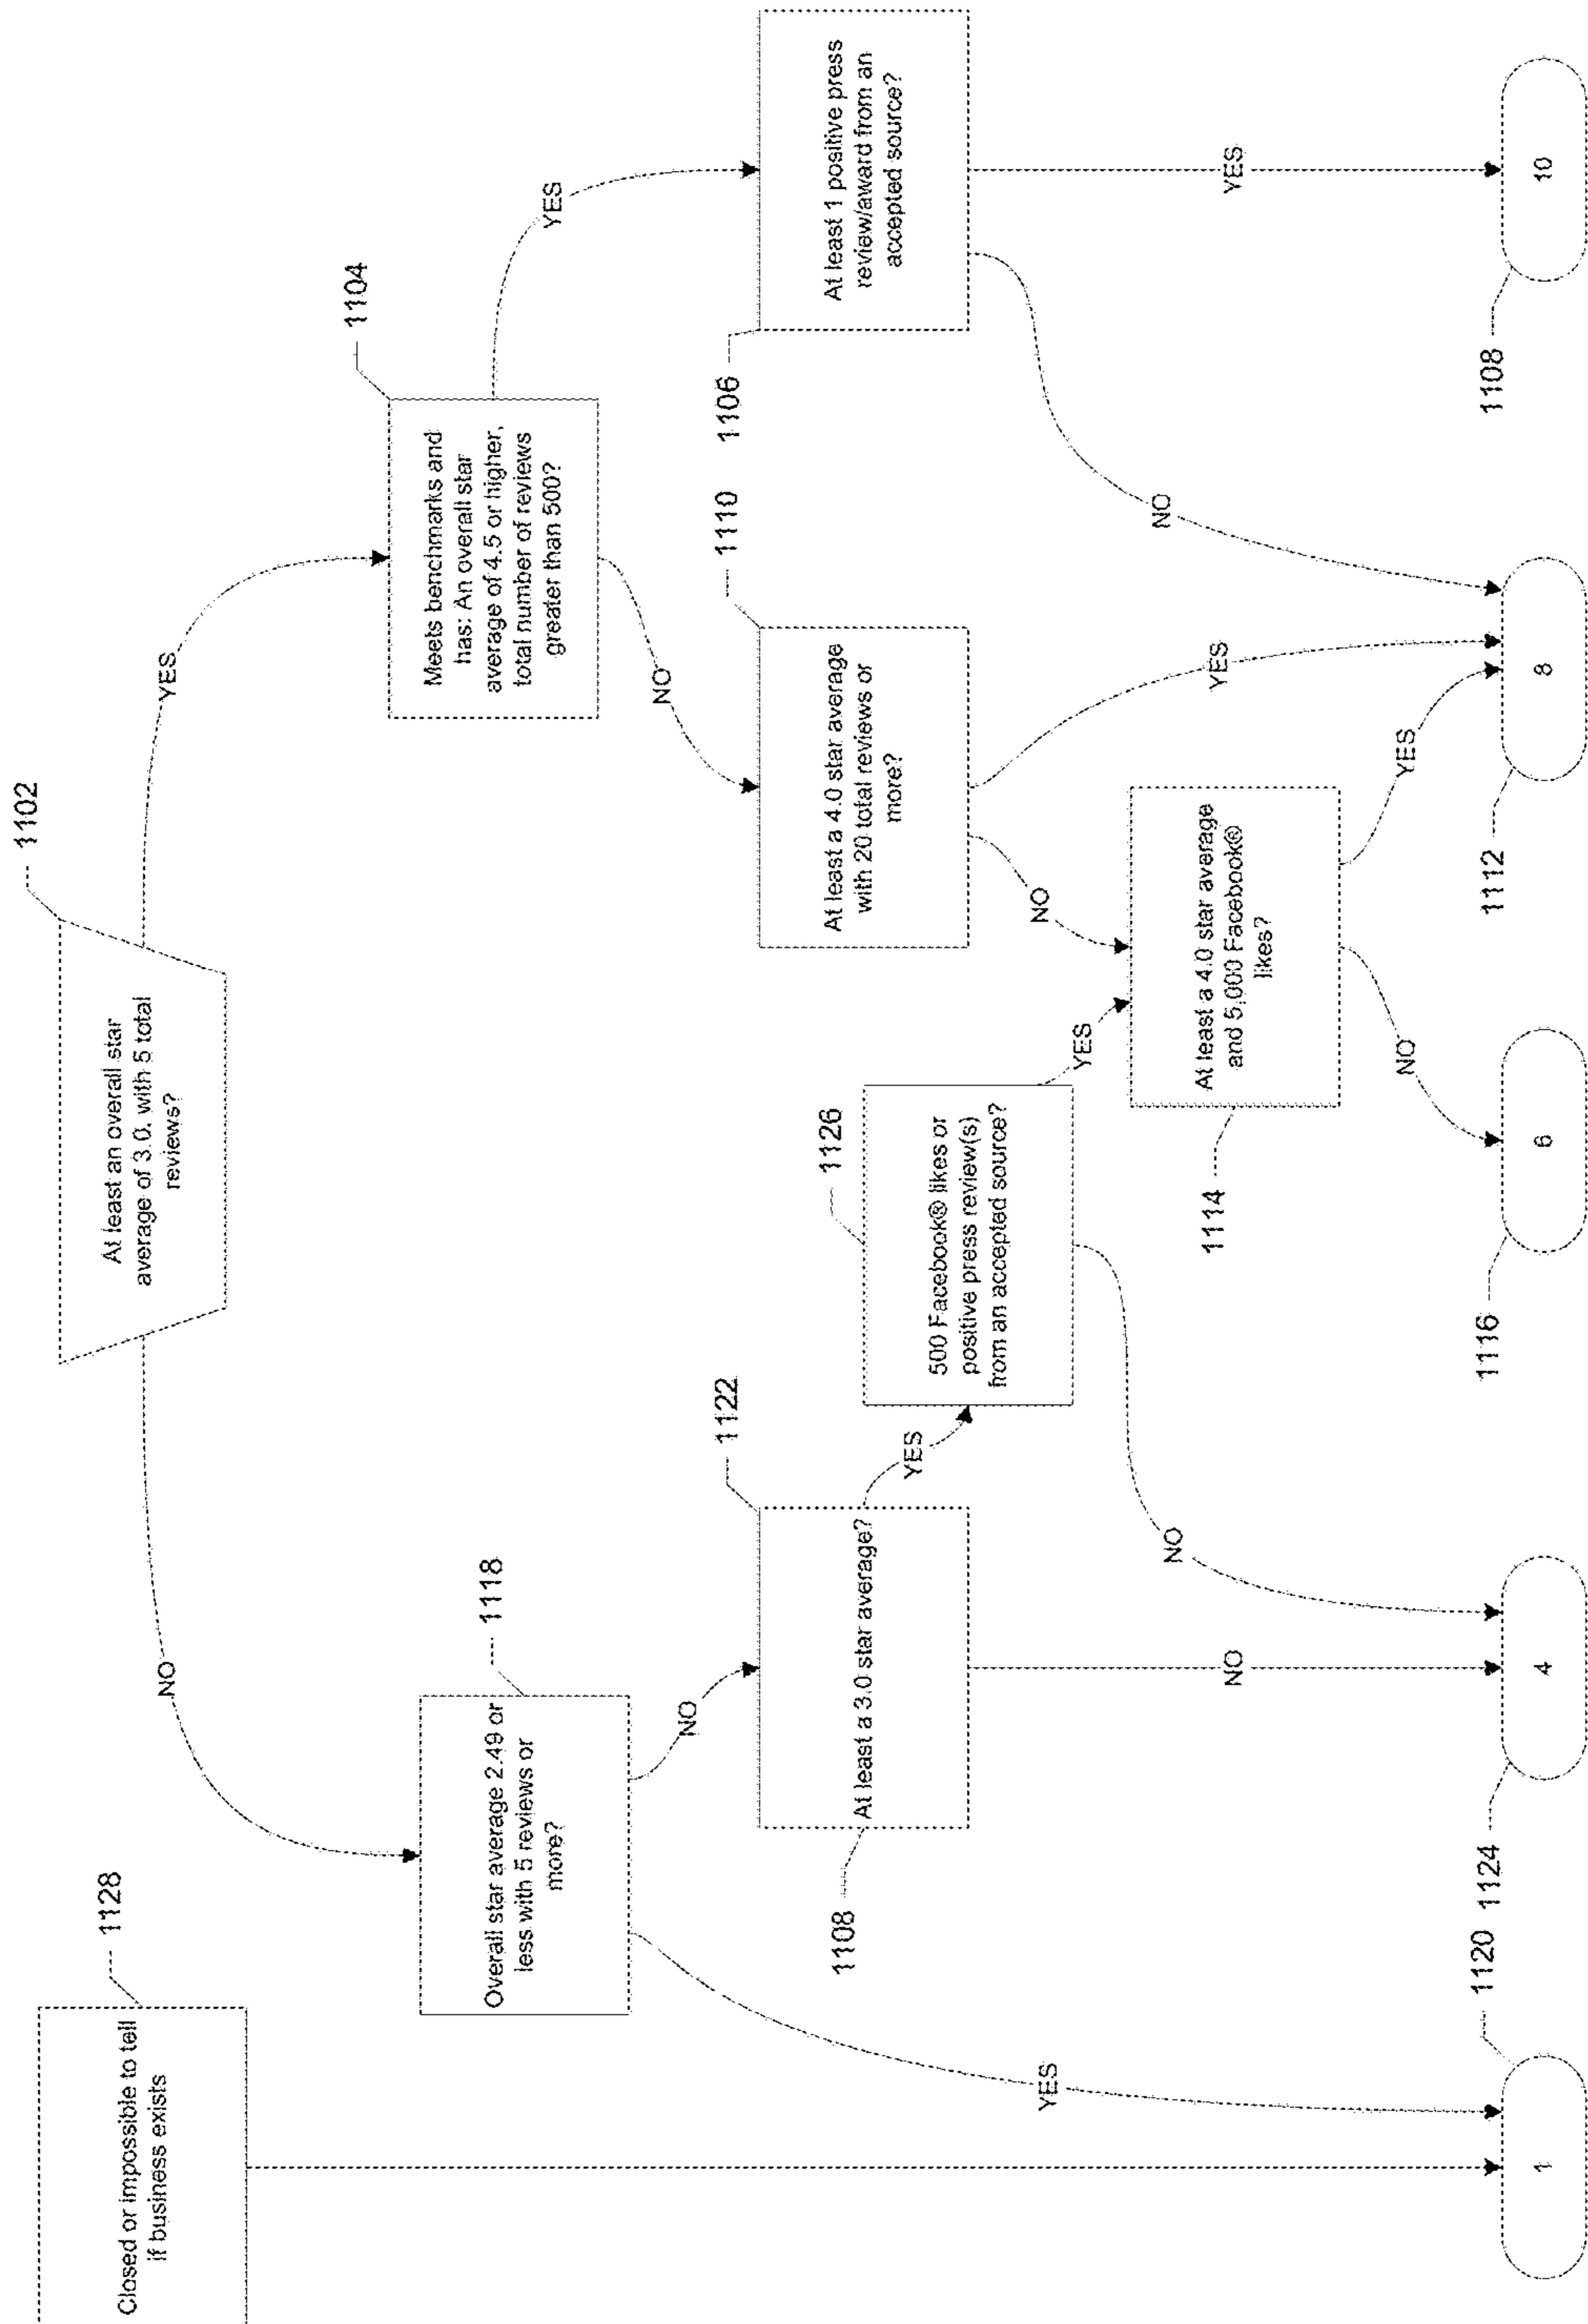 1128
Closed or impossible to tell
if business exists
1102
At least an overall star
average of 3.0, with 5 total
reviews?
NO
YES
1118
Overall star average 2.49 or
less with 5 reviews or
more?
1104
Meets benchmarks and
has: An overall star
average of 4.5 or higher,
total number of reviews
greater than 500?
YES
NO
NO
YES
1122
At least a 3.0 star average?
1108
YES
NO
1126
500 Facebook® likes or
positive press review(s)
from an accepted source?
YES
NO
1110
At least a 4.0 star average
with 20 total reviews or
more?
NO
YES
1106
At least 1 positive press
review/award from an
accepted source?
NO
YES
1114
At least a 4.0 star average
and 5,000 Facebook®
likes?
NO
YES
1120
1
1124
4
1116
6
1112
8
1108
10